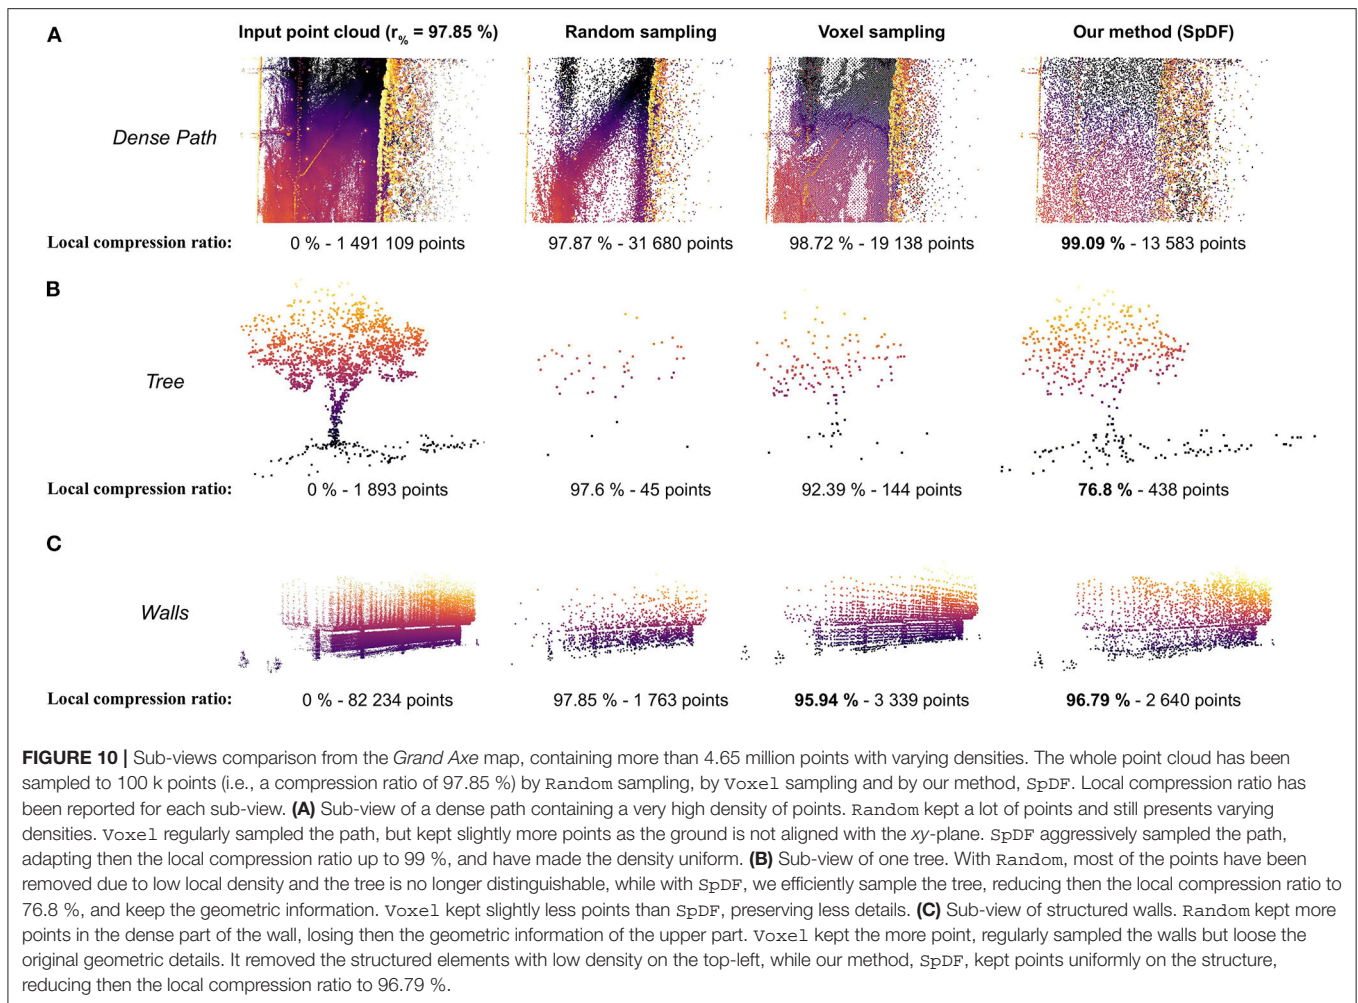 A
Input point cloud (r% = 97.85 %)
Random sampling
Voxel sampling
Our method (SpDF)
Dense Path
Local compression ratio:
0 % - 1 491 109 points
97.87 % - 31 680 points
98.72 % - 19 138 points
99.09 % - 13 583 points
B
Tree
Local compression ratio:
0 % - 1 893 points
97.6 % - 45 points
92.39 % - 144 points
76.8 % - 438 points
C
Walls
Local compression ratio:
0 % - 82 234 points
97.85 % - 1 763 points
95.94 % - 3 339 points
96.79 % - 2 640 points
FIGURE 10 | Sub-views comparison from the Grand Axe map, containing more than 4.65 million points with varying densities. The whole point cloud has been
sampled to 100 k points (i.e., a compression ratio of 97.85 %) by Random sampling, by Voxel sampling and by our method, SpDF. Local compression ratio has
been reported for each sub-view. (A) Sub-view of a dense path containing a very high density of points. Random kept a lot of points and still presents varying
densities. Voxel regularly sampled the path, but kept slightly more points as the ground is not aligned with the xy-plane. SpDF aggressively sampled the path,
adapting then the local compression ratio up to 99 %, and have made the density uniform. (B) Sub-view of one tree. With Random, most of the points have been
removed due to low local density and the tree is no longer distinguishable, while with SpDF, we efficiently sample the tree, reducing then the local compression ratio to
76.8 %, and keep the geometric information. Voxel kept slightly less points than SpDF, preserving less details. (C) Sub-view of structured walls. Random kept more
points in the dense part of the wall, losing then the geometric information of the upper part. Voxel kept the more point, regularly sampled the walls but loose the
original geometric details. It removed the structured elements with low density on the top-left, while our method, SpDF, kept points uniformly on the structure,
reducing then the local compression ratio to 96.79 %.